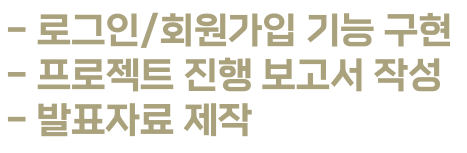 - 로그인/회원가입 기능 구현
- 프로젝트 진행 보고서 작성
- 발표자료 제작